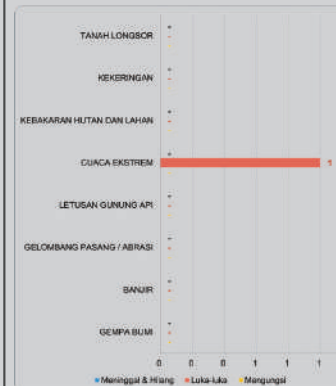 TANAH LONGSOR
KEKERINGAN
KEBAKARAN HUTAN DAN LAHAN
CUACA EKSTREM
1
LETUSAN GUNUNG API
GELOMBANG PASANG / ABRASI
BANJIR
GEMPA BUMI
0 0 0 1 1 1
Meninggal & Hilang Luka-luka Mengungsi